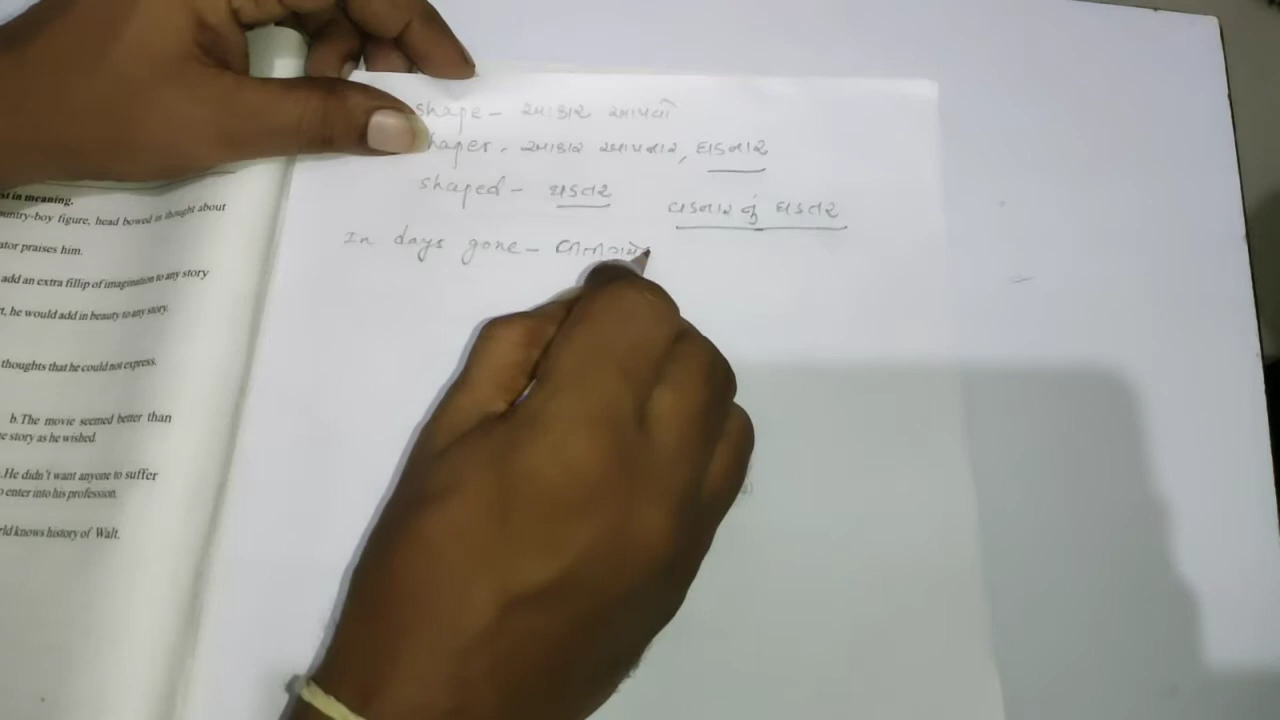 shape - આકાર આપવો
haper - આકાર આપનાર, ઘડનાર
shaped - ઘડતર
ઘડનાર નું ઘડતર
In days gone -
st in meaning.
ountry-boy figure, head bowed in thought about
ator praises him.
add an extra fillip of imagination to any story
t, he would add in beauty to any story.
thoughts that he could not express.
b. The movie seemed better than
e story as he wished.
.He didn't want anyone to suffer
o enter into his profession.
rld knows history of Walt.